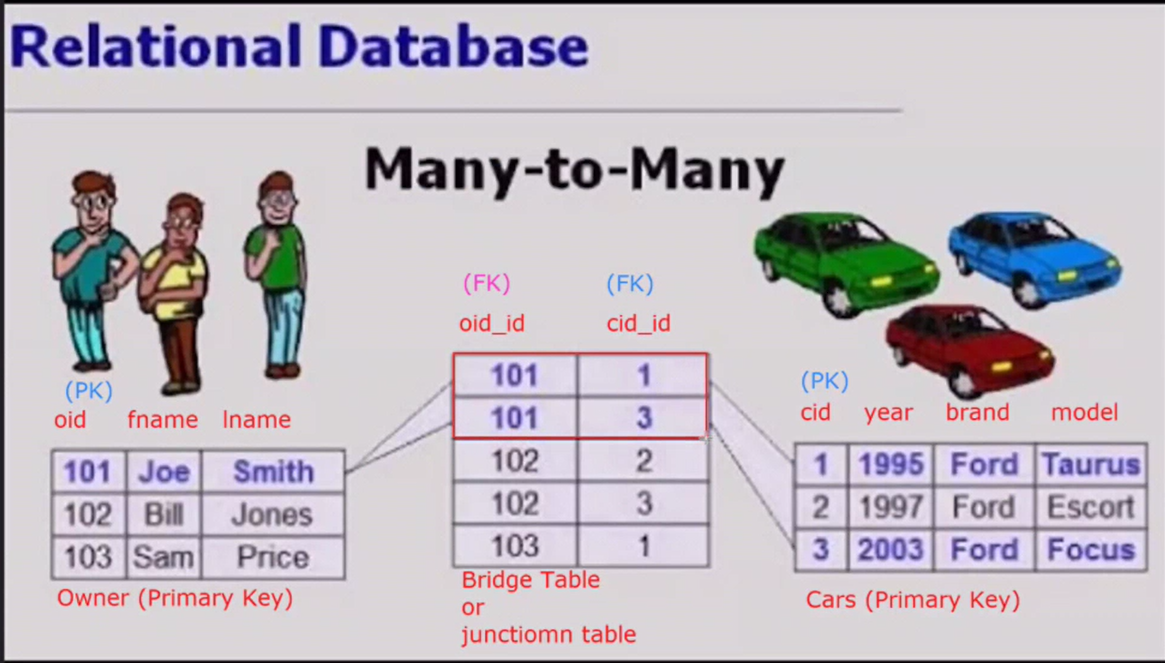 Relational Database
Many-to-Many
(FK) (FK)
oid_id cid_id
101 1
101 3
102 2
102 3
103 1
Bridge Table
or
junctiomn table
(PK)
oid fname lname
101 Joe Smith
102 Bill Jones
103 Sam Price
Owner (Primary Key)
(PK)
cid year brand model
1 1995 Ford Taurus
2 1997 Ford Escort
3 2003 Ford Focus
Cars (Primary Key)